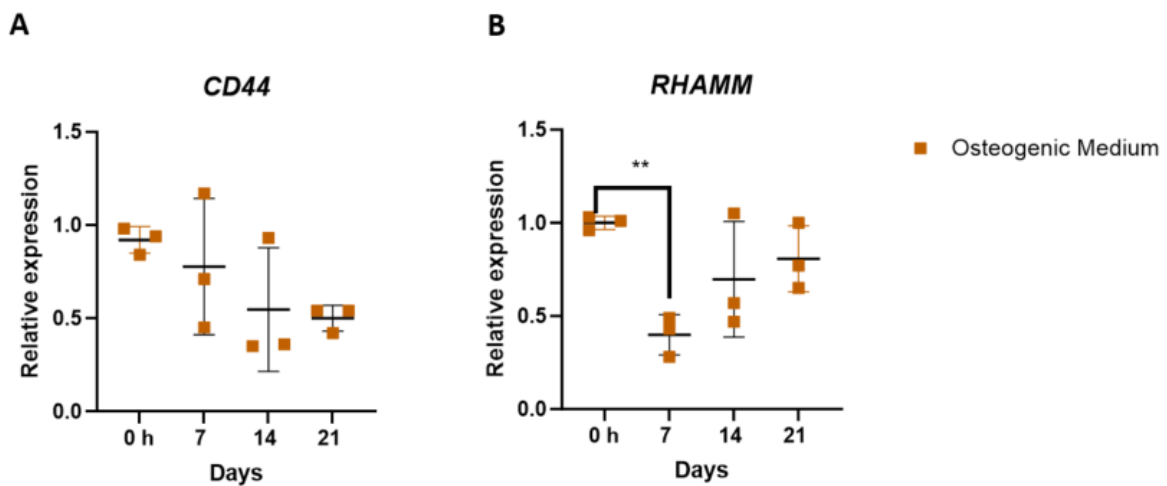 A
CD44
Relative expression
1.5
1.0
0.5
0.0
0 h 7 14 21
Days
B
RHAMM
Relative expression
1.5
1.0
0.5
0.0
**
0 h 7 14 21
Days
Osteogenic Medium